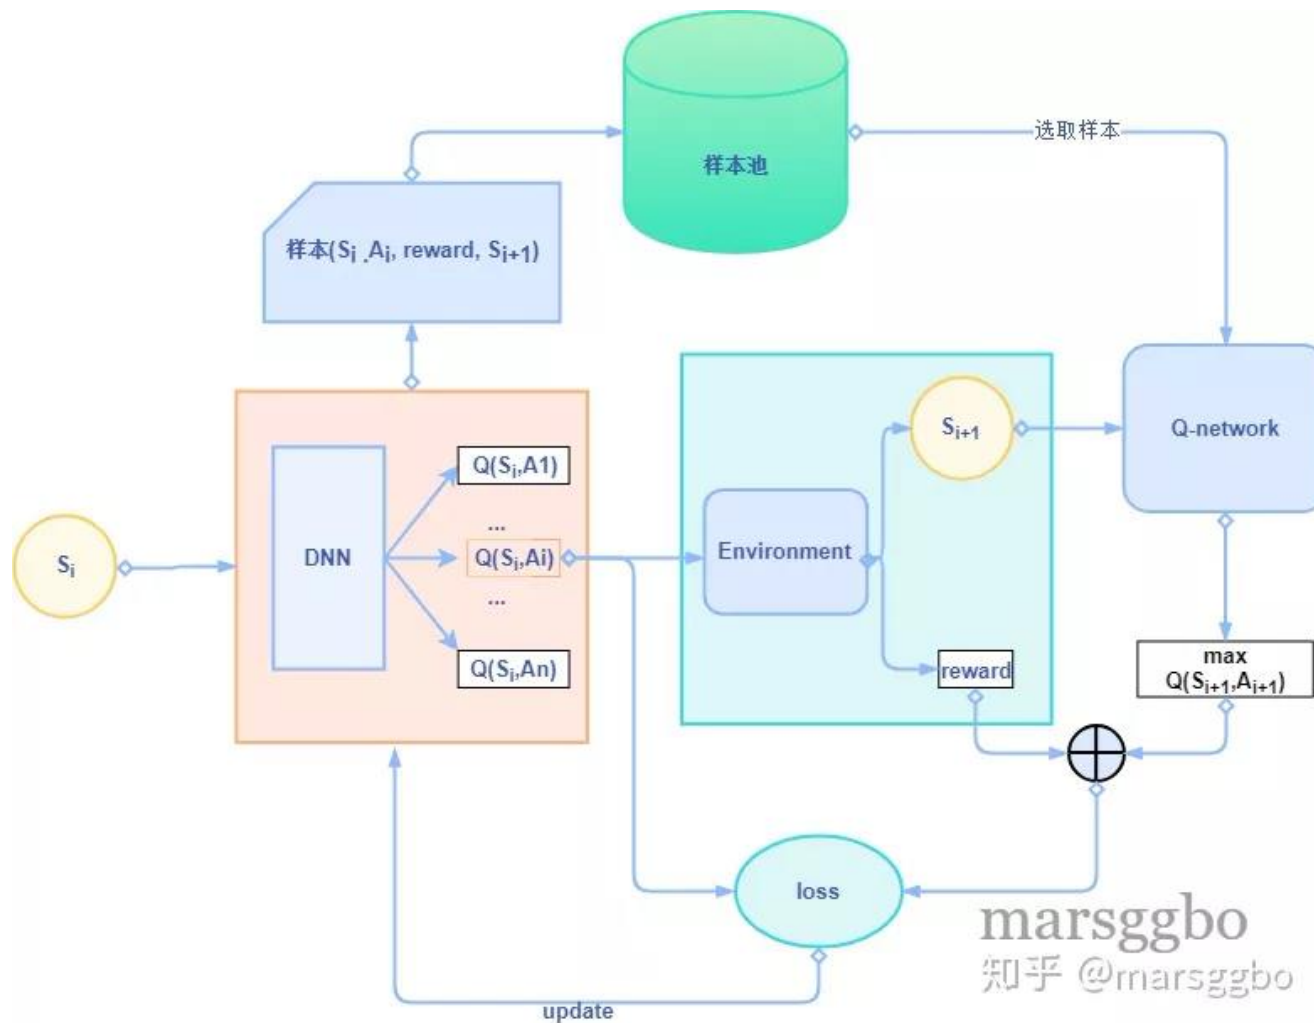 样本池
选取样本
样本(Si .Ai, reward, Si+1)
Si
DNN
Q(Si,A1)
...
Q(Si,Ai)
...
Q(Si,An)
Environment
Si+1
reward
Q-network
max
Q(Si+1,Ai+1)
loss
update
marsggbo
知乎 @marsggbo